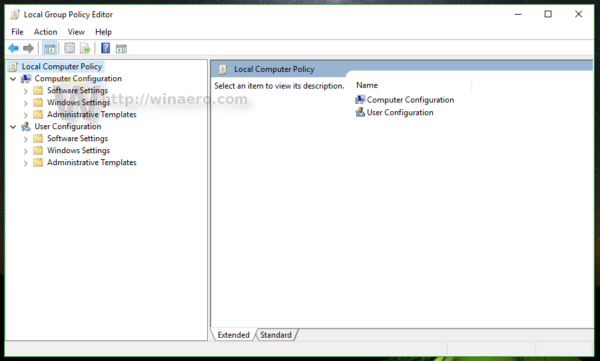 Local Group Policy Editor
File Action View Help
Local Computer Policy
Computer Configuration
Software Settings
Windows Settings
Administrative Templates
User Configuration
Software Settings
Windows Settings
Administrative Templates
Local Computer Policy
Select an item to view its description.
Name
Computer Configuration
User Configuration
Extended Standard
http://winaero.com